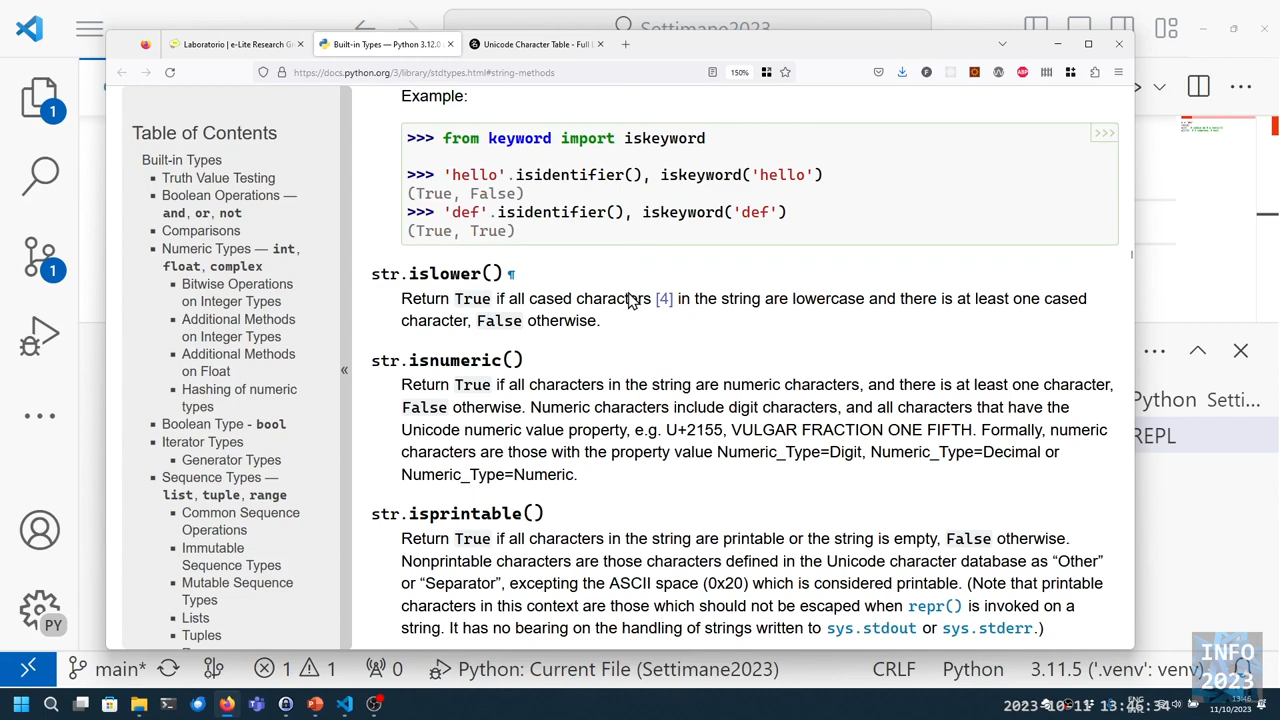 Settimane2023
Laboratorio | e-Lite Research G
Built-in Types — Python 3.12.0
Unicode Character Table - Full
https://docs.python.org/3/library/stdtypes.html#string-methods
150%
ABP
Table of Contents
Built-in Types
Truth Value Testing
Boolean Operations —
and, or, not
Comparisons
Numeric Types — int,
float, complex
Bitwise Operations
on Integer Types
Additional Methods
on Integer Types
Additional Methods
on Float
Hashing of numeric
types
Boolean Type - bool
Iterator Types
Generator Types
Sequence Types —
list, tuple, range
Common Sequence
Operations
Immutable
Sequence Types
Mutable Sequence
Types
Lists
Tuples
«
Example:
>>>
>>> from keyword import iskeyword
>>> 'hello'.isidentifier(), iskeyword('hello')
(True, False)
>>> 'def'.isidentifier(), iskeyword('def')
(True, True)
str.islower() ¶
Return True if all cased characters [4] in the string are lowercase and there is at least one cased
character, False otherwise.
str.isnumeric()
Return True if all characters in the string are numeric characters, and there is at least one character,
False otherwise. Numeric characters include digit characters, and all characters that have the
Unicode numeric value property, e.g. U+2155, VULGAR FRACTION ONE FIFTH. Formally, numeric
characters are those with the property value Numeric_Type=Digit, Numeric_Type=Decimal or
Numeric_Type=Numeric.
str.isprintable()
Return True if all characters in the string are printable or the string is empty, False otherwise.
Nonprintable characters are those characters defined in the Unicode character database as “Other”
or “Separator”, excepting the ASCII space (0x20) which is considered printable. (Note that printable
characters in this context are those which should not be escaped when repr() is invoked on a
string. It has no bearing on the handling of strings written to sys.stdout or sys.stderr.)
1
1
PY
Python Setti...
REPL
main* 1 1 0 Python: Current File (Settimane2023) CRLF Python 3.11.5 ('.venv': venv)
INFO
2023
ENG
13:46
11/10/2023